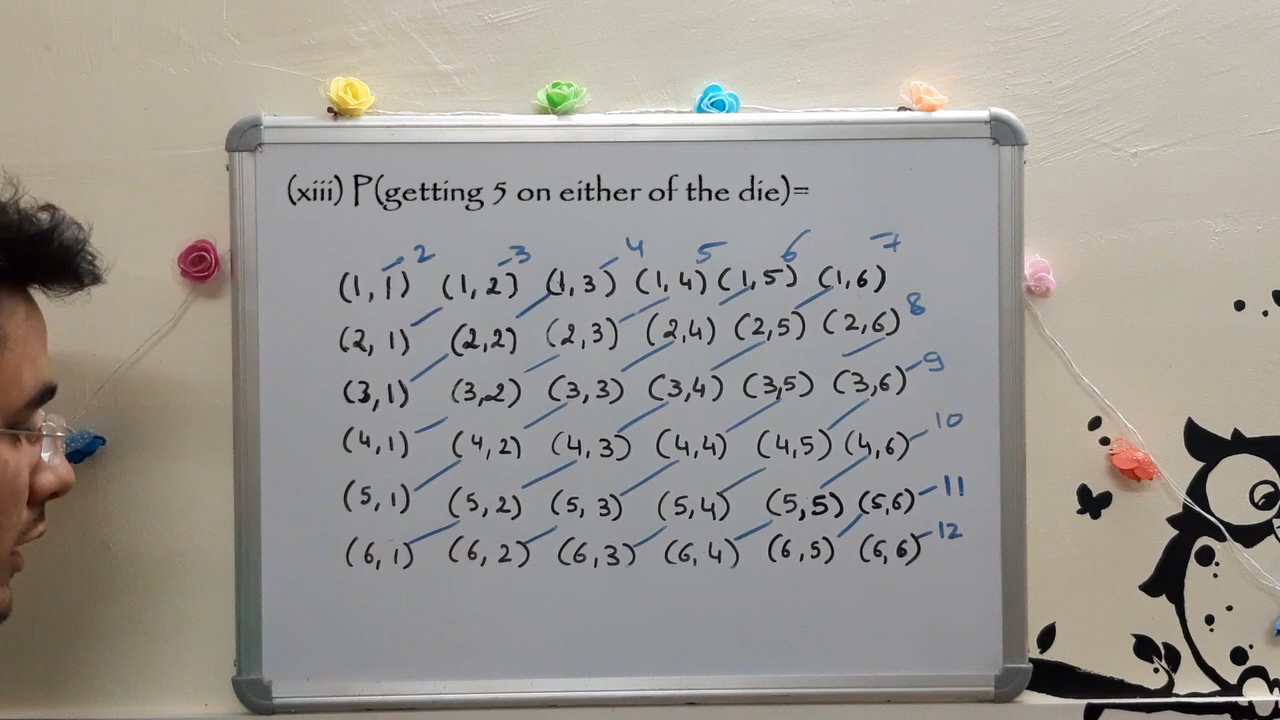 (xiii) P(getting 5 on either of the die)=
2 3 4 5 6 7
(1, 1) (1, 2) (1, 3) (1, 4) (1, 5) (1, 6)
(2, 1) (2,2) (2, 3) (2,4) (2,5) (2,6) 8
(3,1) (3,2) (3, 3) (3,4) (3,5) (3,6) 9
(4, 1) (4, 2) (4, 3) (4, 4) (4, 5) (4, 6) 10
(5, 1) (5, 2) (5, 3) (5, 4) (5, 5) (5,6) 11
(6, 1) (6, 2) (6, 3) (6, 4) (6, 5) (6, 6) 12